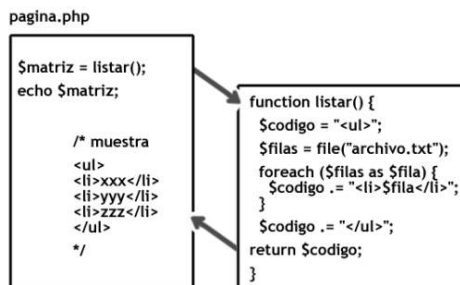 pagina.php
$matriz = listar();
echo $matriz;
/* muestra
<ul>
<li>xxx</li>
<li>yyy</li>
<li>zzz</li>
</ul>
*/
function listar() {
$codigo = "<ul>";
$filas = file("archivo.txt");
foreach ($filas as $fila) {
$codigo .= "<li>$fila</li>";
}
$codigo .= "</ul>";
return $codigo;
}